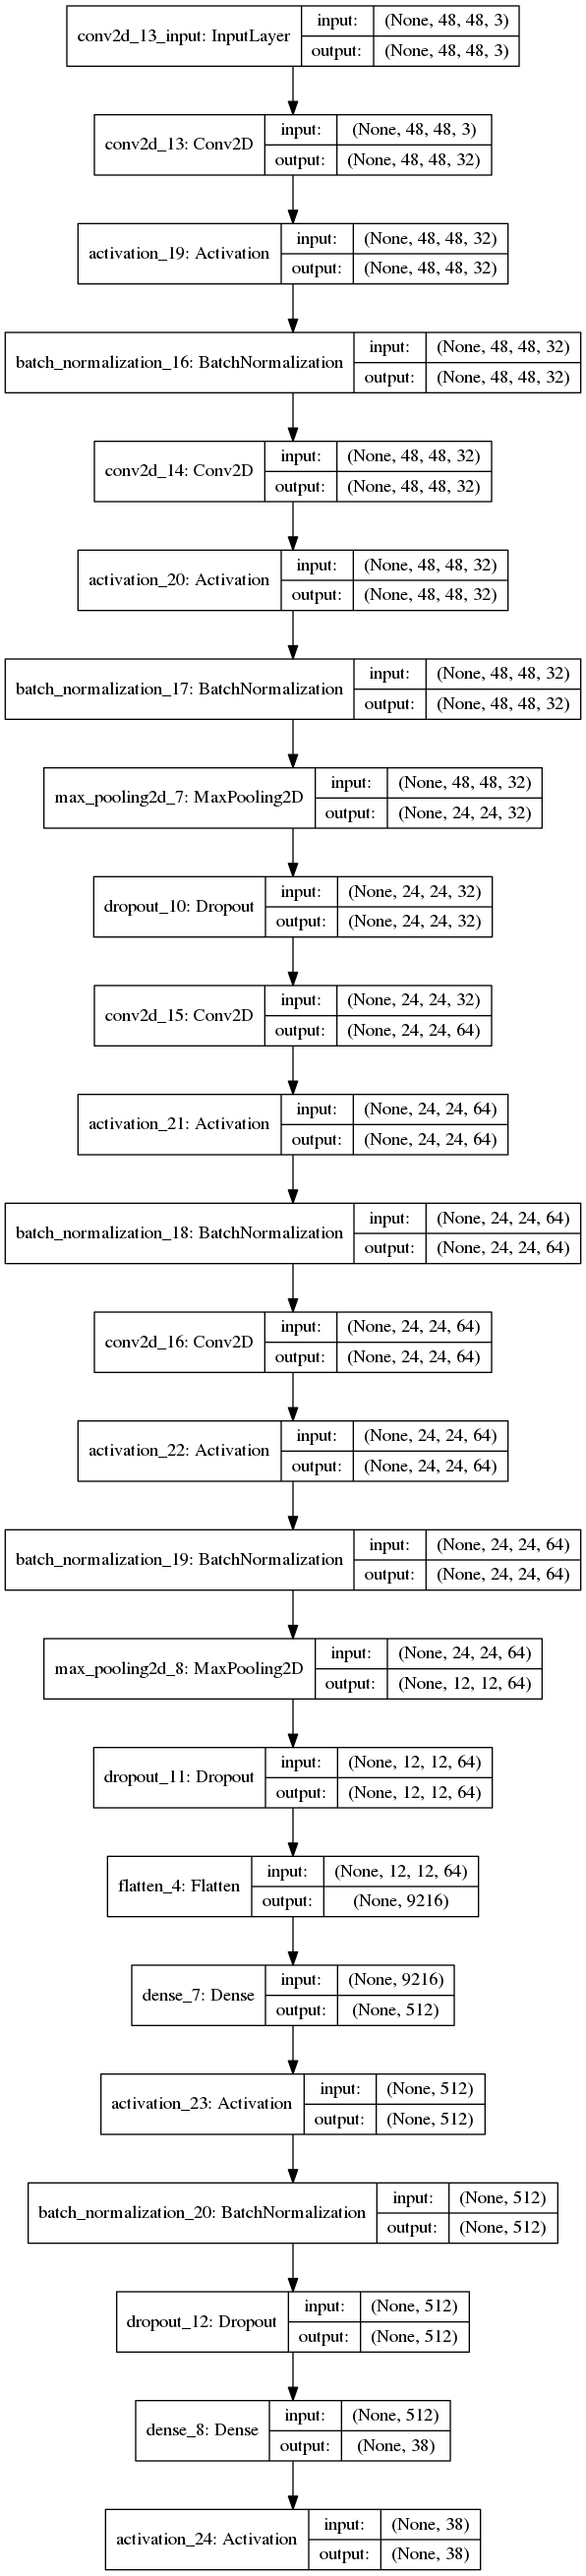 conv2d_13_input: InputLayer input: (None, 48, 48, 3)
output: (None, 48, 48, 3)
conv2d_13: Conv2D input: (None, 48, 48, 3)
output: (None, 48, 48, 32)
activation_19: Activation input: (None, 48, 48, 32)
output: (None, 48, 48, 32)
batch_normalization_16: BatchNormalization input: (None, 48, 48, 32)
output: (None, 48, 48, 32)
conv2d_14: Conv2D input: (None, 48, 48, 32)
output: (None, 48, 48, 32)
activation_20: Activation input: (None, 48, 48, 32)
output: (None, 48, 48, 32)
batch_normalization_17: BatchNormalization input: (None, 48, 48, 32)
output: (None, 48, 48, 32)
max_pooling2d_7: MaxPooling2D input: (None, 48, 48, 32)
output: (None, 24, 24, 32)
dropout_10: Dropout input: (None, 24, 24, 32)
output: (None, 24, 24, 32)
conv2d_15: Conv2D input: (None, 24, 24, 32)
output: (None, 24, 24, 64)
activation_21: Activation input: (None, 24, 24, 64)
output: (None, 24, 24, 64)
batch_normalization_18: BatchNormalization input: (None, 24, 24, 64)
output: (None, 24, 24, 64)
conv2d_16: Conv2D input: (None, 24, 24, 64)
output: (None, 24, 24, 64)
activation_22: Activation input: (None, 24, 24, 64)
output: (None, 24, 24, 64)
batch_normalization_19: BatchNormalization input: (None, 24, 24, 64)
output: (None, 24, 24, 64)
max_pooling2d_8: MaxPooling2D input: (None, 24, 24, 64)
output: (None, 12, 12, 64)
dropout_11: Dropout input: (None, 12, 12, 64)
output: (None, 12, 12, 64)
flatten_4: Flatten input: (None, 12, 12, 64)
output: (None, 9216)
dense_7: Dense input: (None, 9216)
output: (None, 512)
activation_23: Activation input: (None, 512)
output: (None, 512)
batch_normalization_20: BatchNormalization input: (None, 512)
output: (None, 512)
dropout_12: Dropout input: (None, 512)
output: (None, 512)
dense_8: Dense input: (None, 512)
output: (None, 38)
activation_24: Activation input: (None, 38)
output: (None, 38)